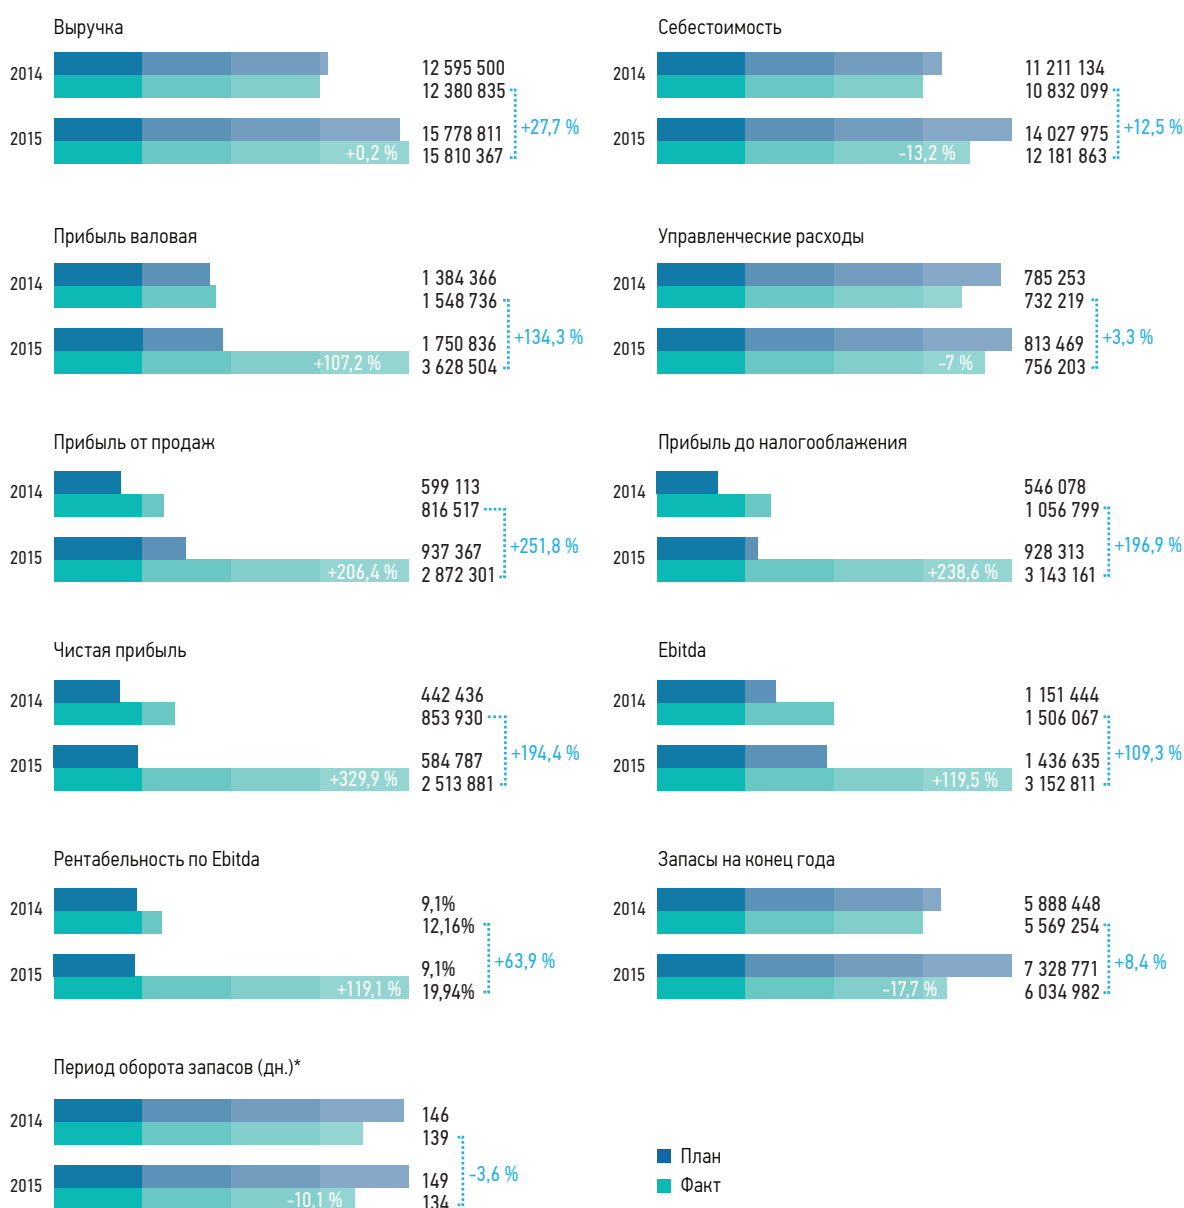 Выручка
2014
12 595 500
12 380 835
+27,7 %
2015
15 778 811
+0,2 %
15 810 367
Себестоимость
2014
11 211 134
10 832 099
+12,5 %
2015
14 027 975
-13,2 %
12 181 863
Прибыль валовая
2014
1 384 366
1 548 736
+134,3 %
2015
1 750 836
+107,2 %
3 628 504
Управленческие расходы
2014
785 253
732 219
+3,3 %
2015
813 469
-7 %
756 203
Прибыль от продаж
2014
599 113
816 517
+251,8 %
2015
937 367
+206,4 %
2 872 301
Прибыль до налогооблажения
2014
546 078
1 056 799
+196,9 %
2015
928 313
+238,6 %
3 143 161
Чистая прибыль
2014
442 436
853 930
+194,4 %
2015
584 787
+329,9 %
2 513 881
Ebitda
2014
1 151 444
1 506 067
+109,3 %
2015
1 436 635
+119,5 %
3 152 811
Рентабельность по Ebitda
2014
9,1%
12,16%
+63,9 %
2015
9,1%
+119,1 %
19,94%
Запасы на конец года
2014
5 888 448
5 569 254
+8,4 %
2015
7 328 771
-17,7 %
6 034 982
Период оборота запасов (дн.)*
2014
146
139
-3,6 %
2015
149
-10,1 %
134
План
Факт